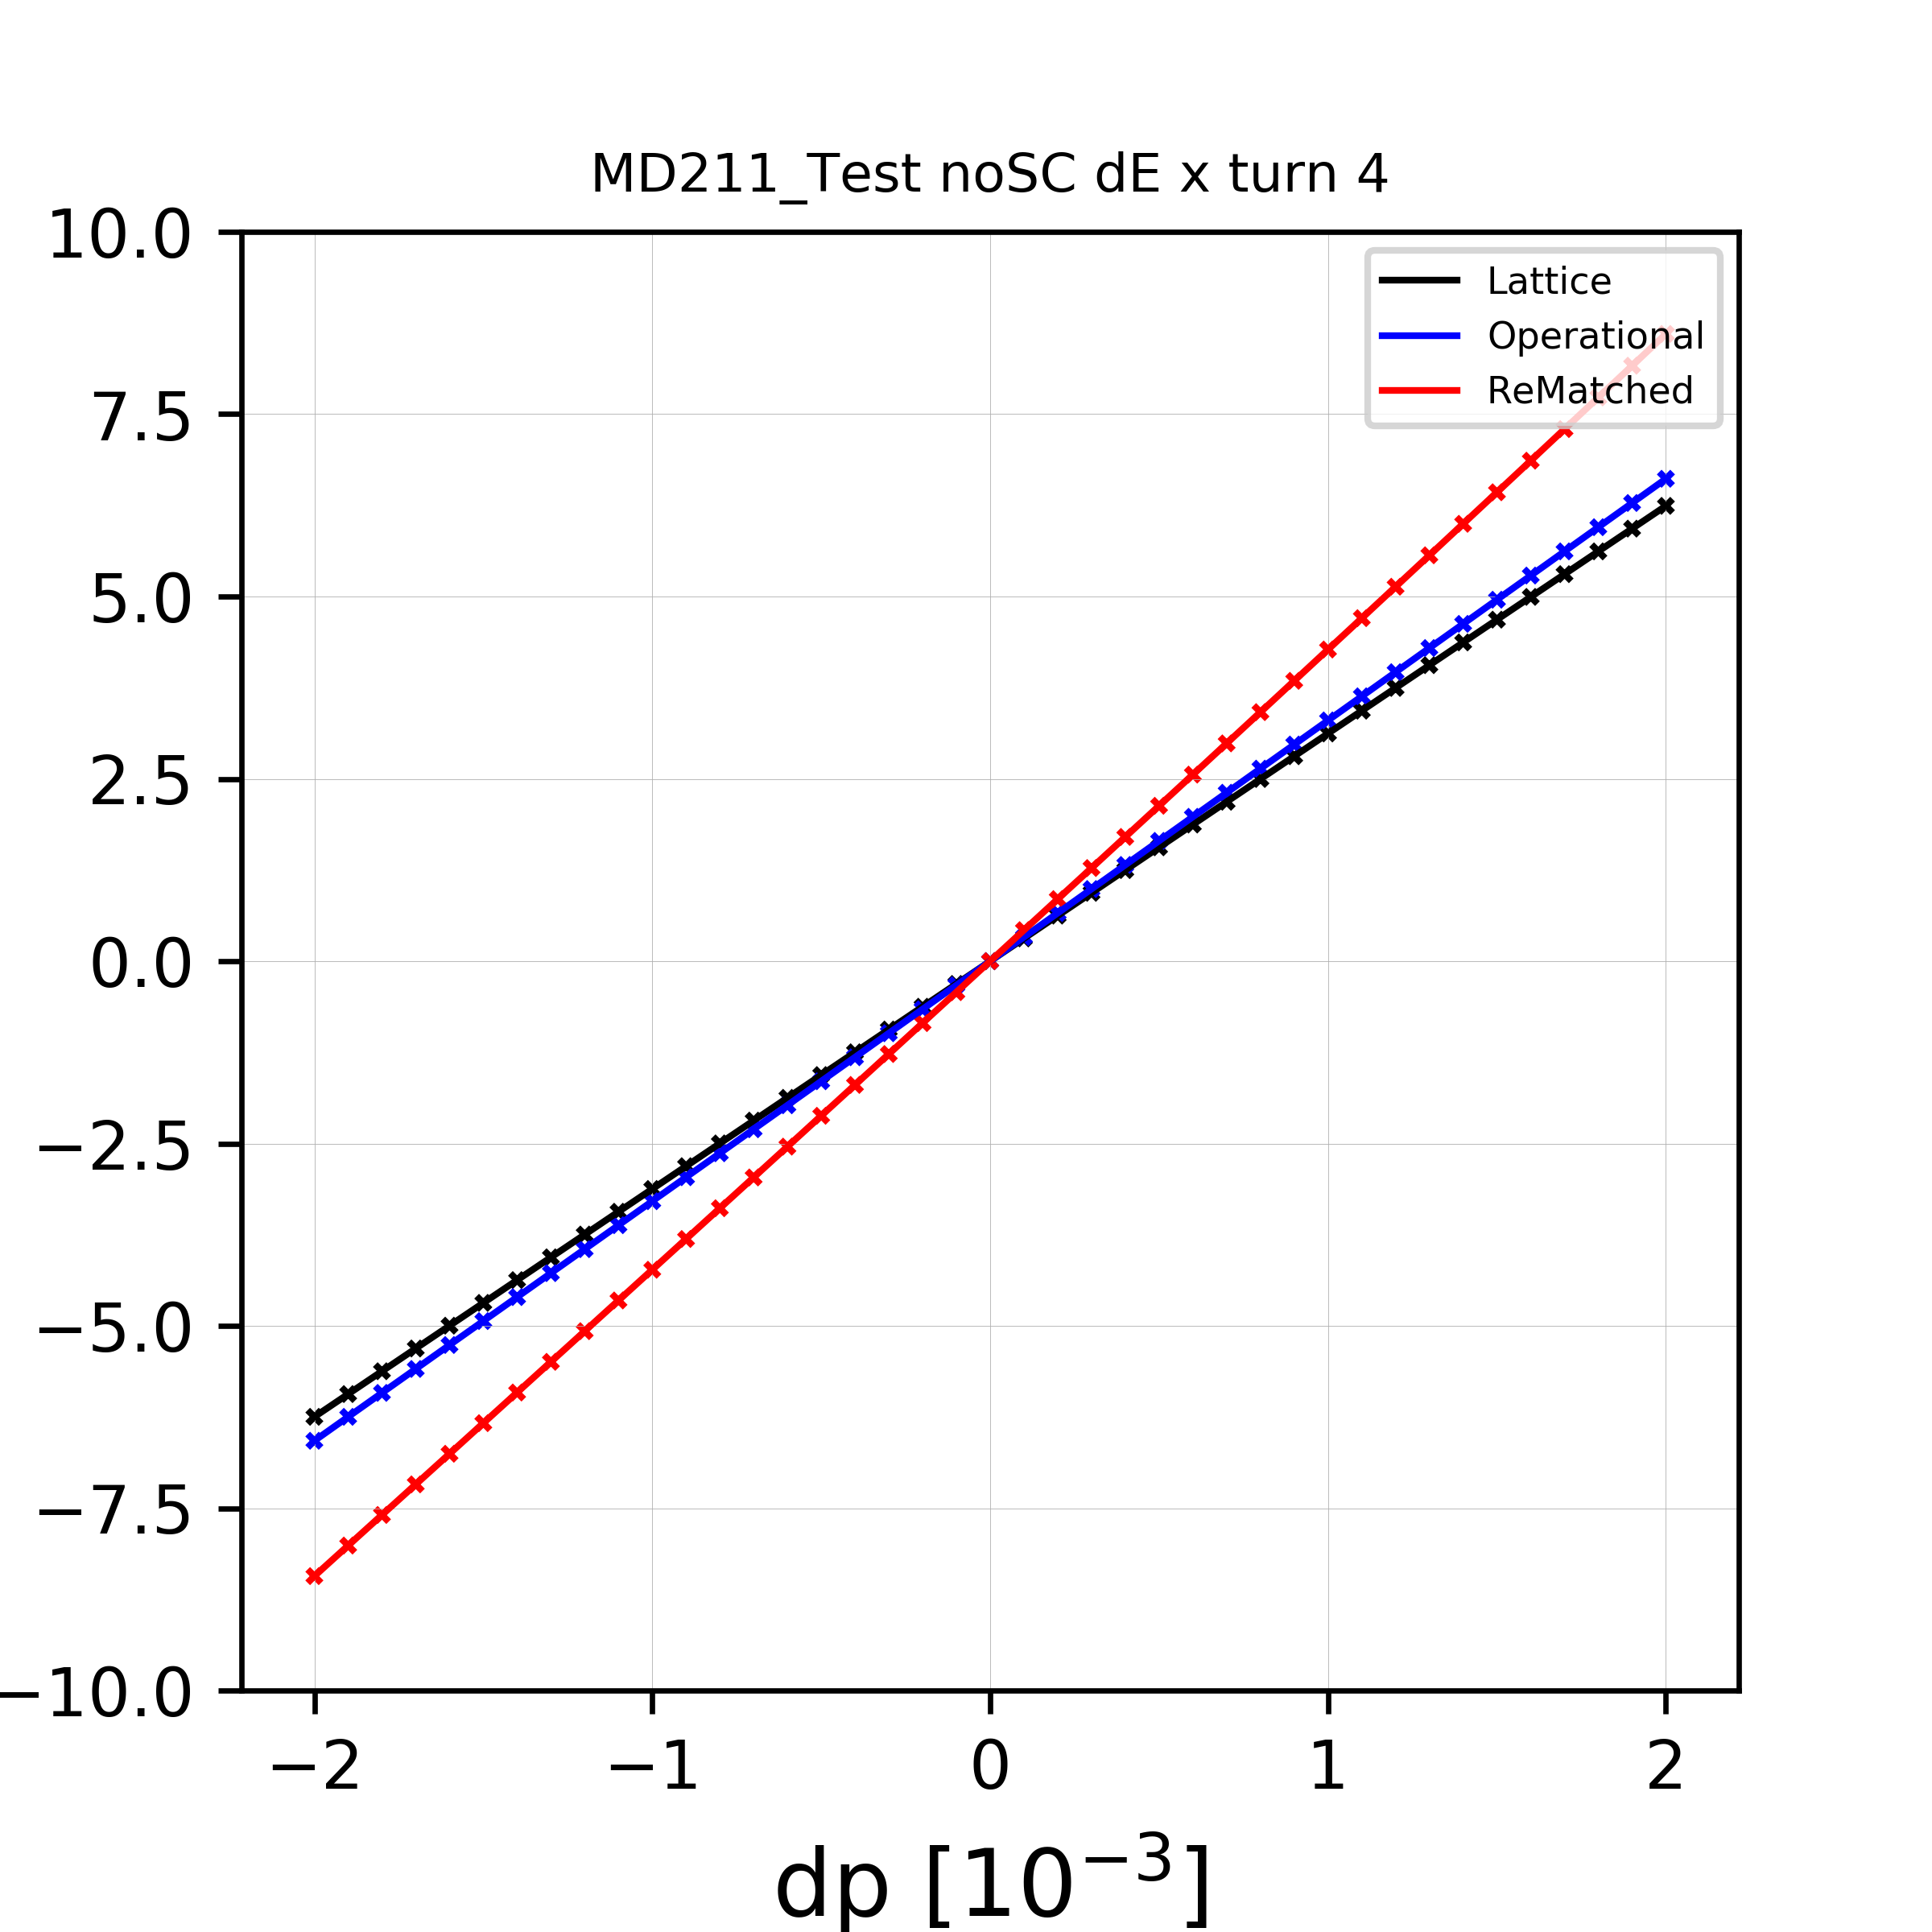 MD211_Test noSC dE x turn 4
10.0
7.5
5.0
2.5
0.0
−2.5
−5.0
−7.5
−10.0
Lattice
Operational
ReMatched
−2 −1 0 1 2
dp [10⁻³]